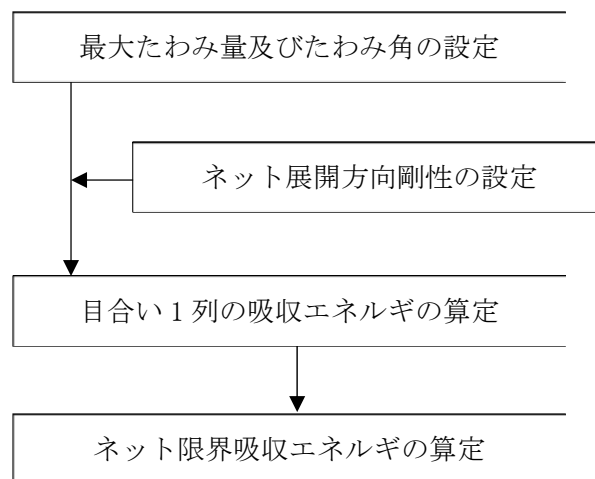 最大たわみ量及びたわみ角の設定
ネット展開方向剛性の設定
目合い1列の吸収エネルギの算定
ネット限界吸収エネルギの算定